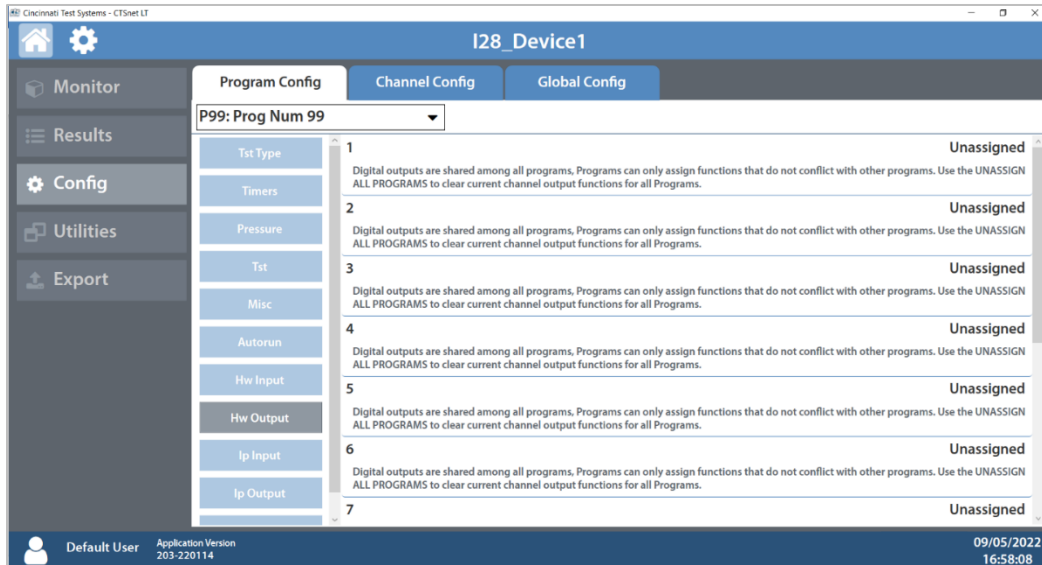 Cincinnati Test Systems - CTSnet LT
I28_Device1
Monitor
Results
Config
Utilities
Export
Program Config
Channel Config
Global Config
P99: Prog Num 99
Tst Type
Timers
Pressure
Tst
Misc
Autorun
Hw Input
Hw Output
Ip Input
Ip Output
1 Unassigned
Digital outputs are shared among all programs, Programs can only assign functions that do not conflict with other programs. Use the UNASSIGN
ALL PROGRAMS to clear current channel output functions for all Programs.
2 Unassigned
Digital outputs are shared among all programs, Programs can only assign functions that do not conflict with other programs. Use the UNASSIGN
ALL PROGRAMS to clear current channel output functions for all Programs.
3 Unassigned
Digital outputs are shared among all programs, Programs can only assign functions that do not conflict with other programs. Use the UNASSIGN
ALL PROGRAMS to clear current channel output functions for all Programs.
4 Unassigned
Digital outputs are shared among all programs, Programs can only assign functions that do not conflict with other programs. Use the UNASSIGN
ALL PROGRAMS to clear current channel output functions for all Programs.
5 Unassigned
Digital outputs are shared among all programs, Programs can only assign functions that do not conflict with other programs. Use the UNASSIGN
ALL PROGRAMS to clear current channel output functions for all Programs.
6 Unassigned
Digital outputs are shared among all programs, Programs can only assign functions that do not conflict with other programs. Use the UNASSIGN
ALL PROGRAMS to clear current channel output functions for all Programs.
7 Unassigned
Default User
Application Version
203-220114
09/05/2022
16:58:08